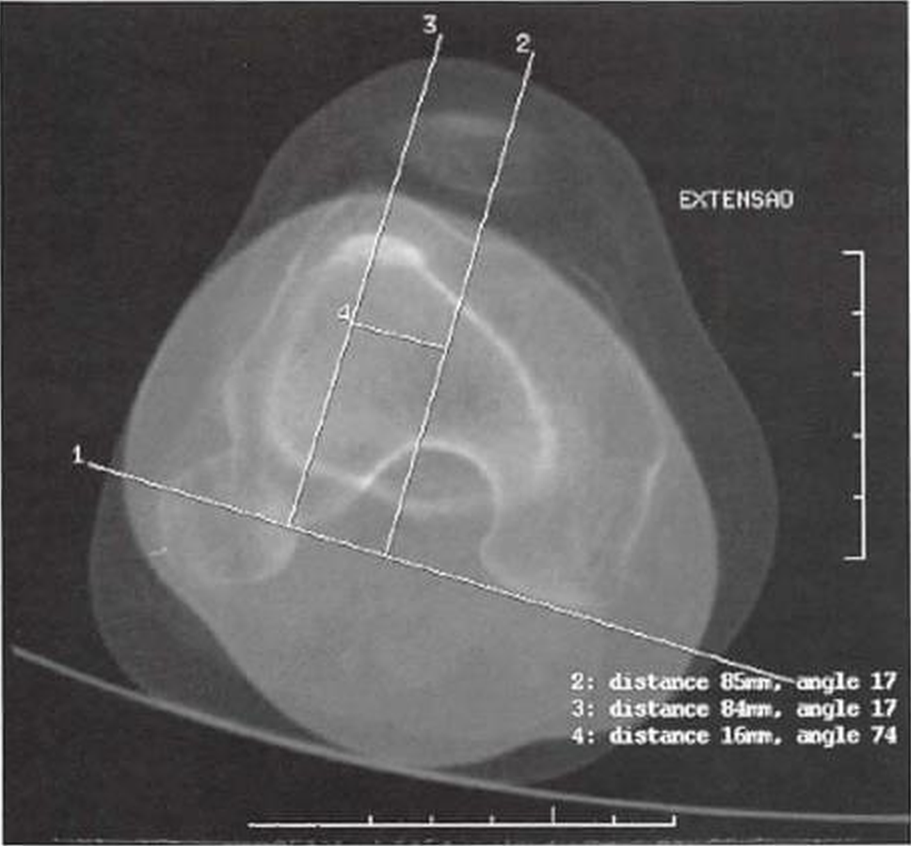 3
2
EXTENSAO
4
1
2: distance 85mm, angle 17
3: distance 84mm, angle 17
4: distance 16mm, angle 74